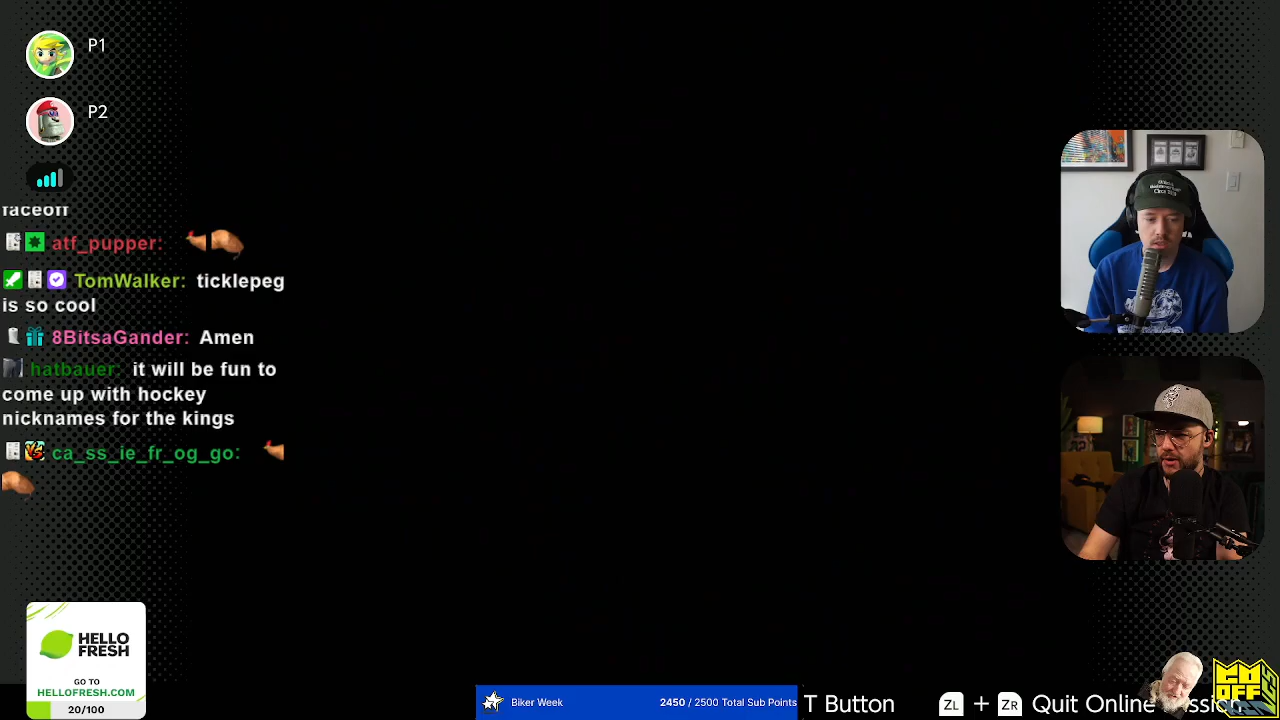 P1
P2
faceoff
atf_pupper:
TomWalker: ticklepeg
is so cool
8BitsaGander: Amen
hatbauer: it will be fun to
come up with hockey
nicknames for the kings
ca_ss_ie_fr_og_go:
HELLO
FRESH
GO TO
HELLOFRESH.COM
20/100
Biker Week 2450 / 2500 Total Sub Points
T Button ZL + ZR Quit Online
GO
OFF